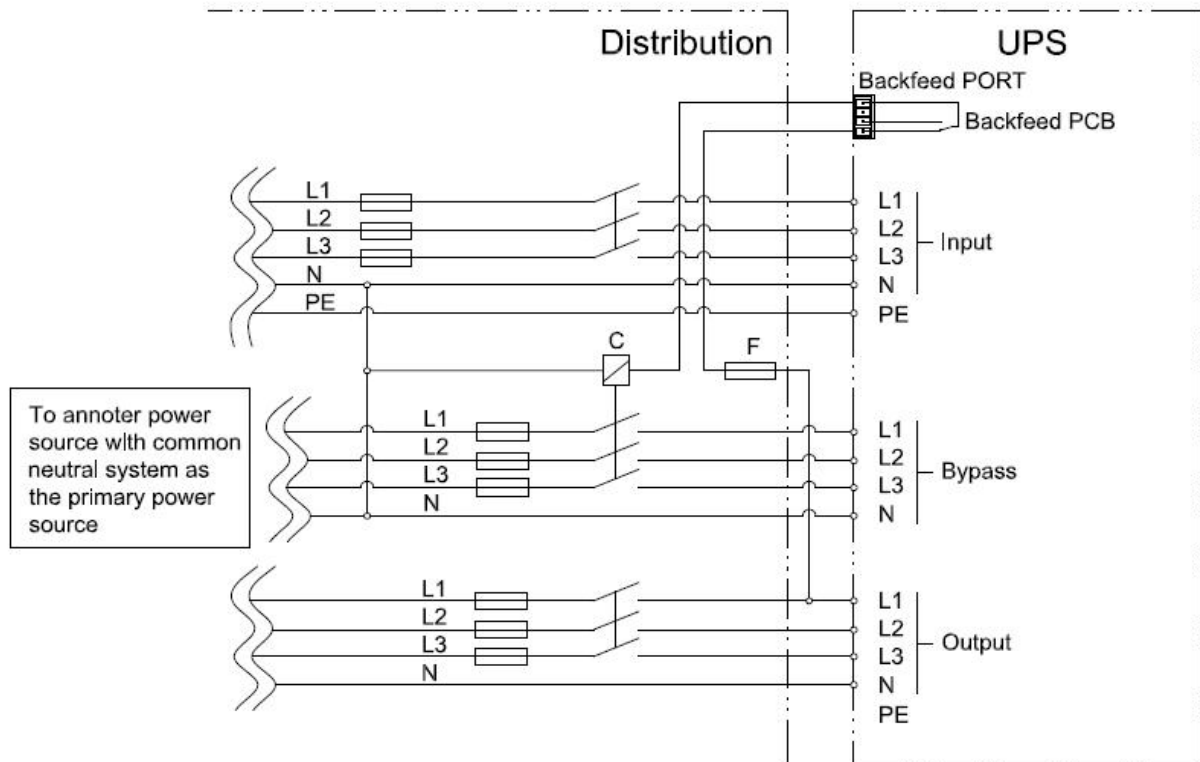 Distribution
UPS
Backfeed PORT
Backfeed PCB
L1
L2
L3
N
PE
L1
L2
L3
N
PE
Input
C
F
To annoter power
source with common
neutral system as
the primary power
source
L1
L2
L3
N
L1
L2
L3
N
Bypass
L1
L2
L3
N
L1
L2
L3
N
PE
Output